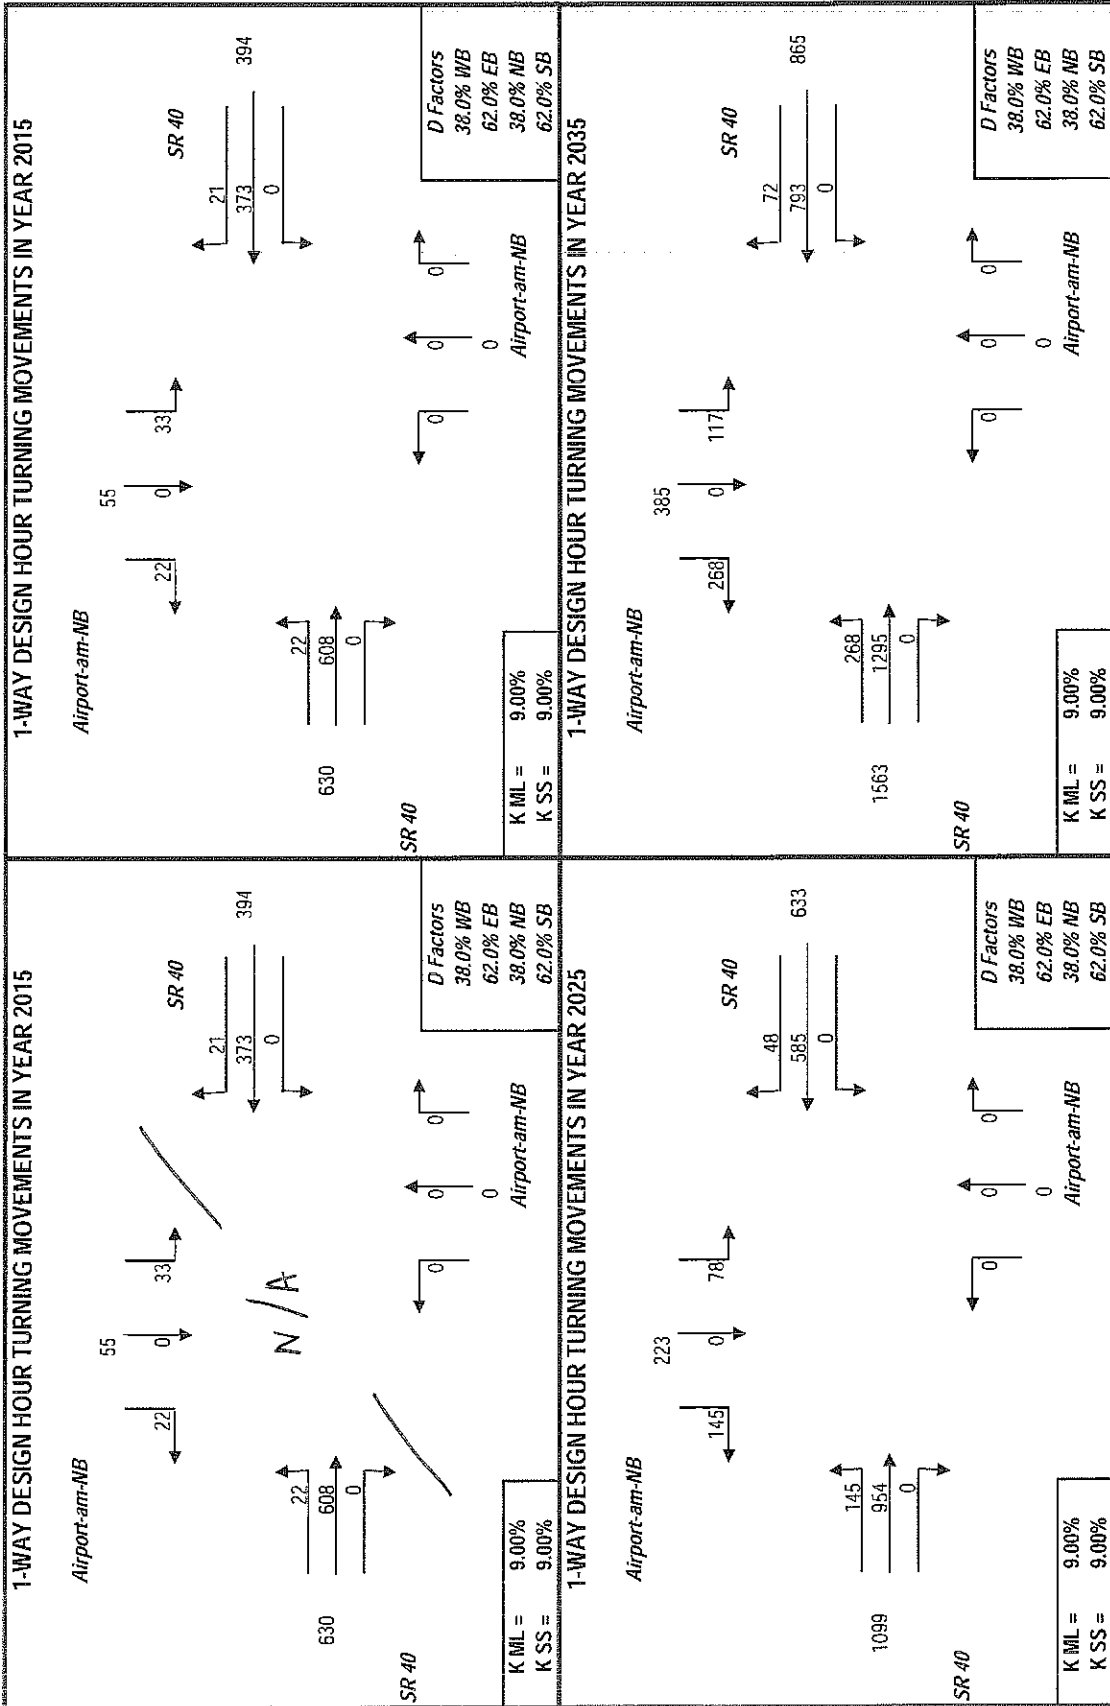 1-WAY DESIGN HOUR TURNING MOVEMENTS IN YEAR 2015
Airport-am-NB
55
22
0
33
SR 40
21
373
0
394
630
22
608
0
SR 40
N/A
0
0
0
0
Airport-am-NB
K ML = 9.00%
K SS = 9.00%
D Factors
38.0% WB
62.0% EB
38.0% NB
62.0% SB
1-WAY DESIGN HOUR TURNING MOVEMENTS IN YEAR 2015
Airport-am-NB
55
22
0
33
SR 40
21
373
0
394
630
22
608
0
SR 40
0
0
0
0
Airport-am-NB
K ML = 9.00%
K SS = 9.00%
D Factors
38.0% WB
62.0% EB
38.0% NB
62.0% SB
1-WAY DESIGN HOUR TURNING MOVEMENTS IN YEAR 2025
Airport-am-NB
223
145
0
78
SR 40
48
585
0
633
1099
145
954
0
SR 40
0
0
0
0
Airport-am-NB
K ML = 9.00%
K SS = 9.00%
D Factors
38.0% WB
62.0% EB
38.0% NB
62.0% SB
1-WAY DESIGN HOUR TURNING MOVEMENTS IN YEAR 2035
Airport-am-NB
385
268
0
117
SR 40
72
793
0
865
1563
268
1295
0
SR 40
0
0
0
0
Airport-am-NB
K ML = 9.00%
K SS = 9.00%
D Factors
38.0% WB
62.0% EB
38.0% NB
62.0% SB